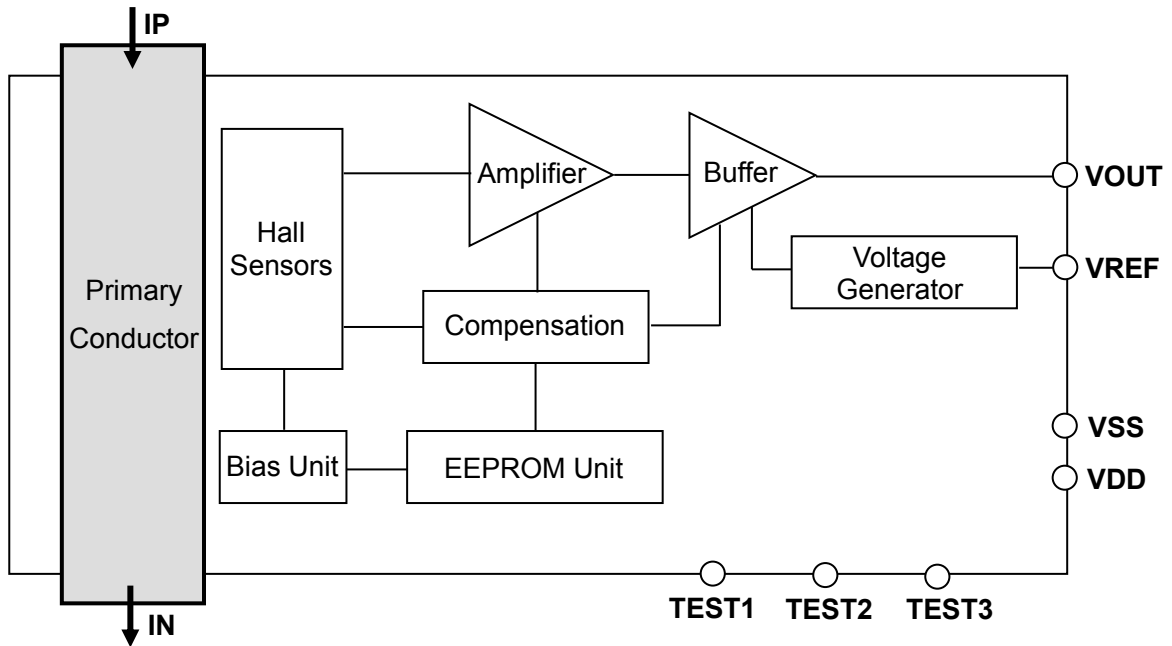 IP
Primary
Conductor
IN
Hall
Sensors
Amplifier
Buffer
VOUT
Voltage
Generator
VREF
Compensation
Bias Unit
EEPROM Unit
VSS
VDD
TEST1
TEST2
TEST3